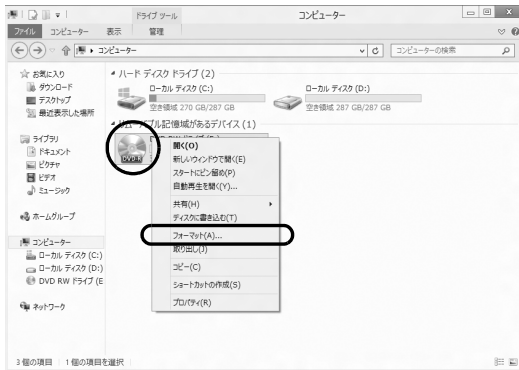 ドライブ ツール
コンピューター
ファイル
コンピューター
表示
管理
コンピューター
コンピューターの検索
お気に入り
ダウンロード
デスクトップ
最近表示した場所
ライブラリ
ドキュメント
ピクチャ
ビデオ
ミュージック
ホームグループ
コンピューター
ローカル ディスク (C:)
ローカル ディスク (D:)
DVD RW ドライブ (E
ネットワーク
ハード ディスク ドライブ (2)
ローカル ディスク (C:)
空き領域 270 GB/287 GB
ローカル ディスク (D:)
空き領域 287 GB/287 GB
リムーバブル記憶域があるデバイス (1)
DVD-R
開く(O)
新しいウィンドウで開く(E)
スタートにピン留め(P)
自動再生を開く(Y)...
共有(H)
ディスクに書き込む(T)
フォーマット(A)...
取り出し(J)
コピー(C)
ショートカットの作成(S)
プロパティ(R)
3 個の項目
1 個の項目を選択